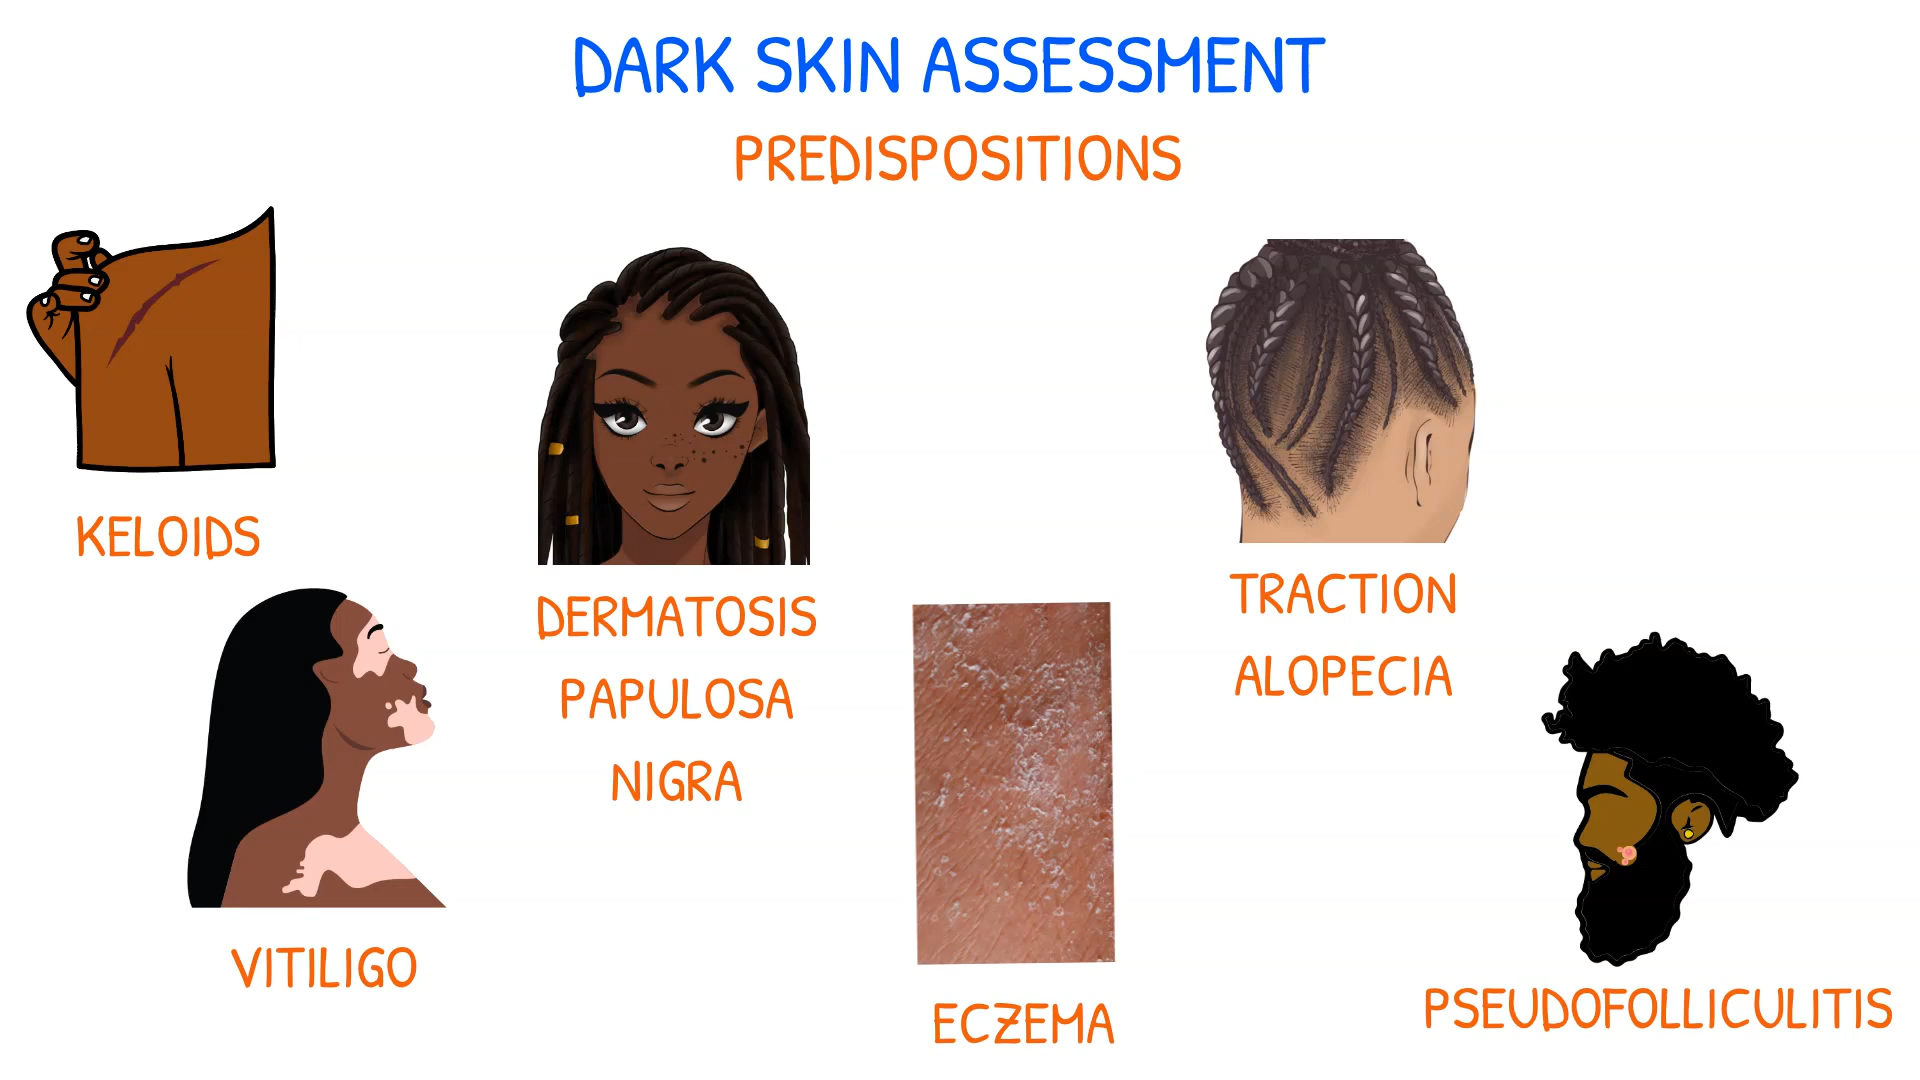 DARK SKIN ASSESSMENT
PREDISPOSITIONS
KELOIDS
VITILIGO
DERMATOSIS
PAPULOSA
NIGRA
ECZEMA
TRACTION
ALOPECIA
PSEUDOFOLLICULITIS